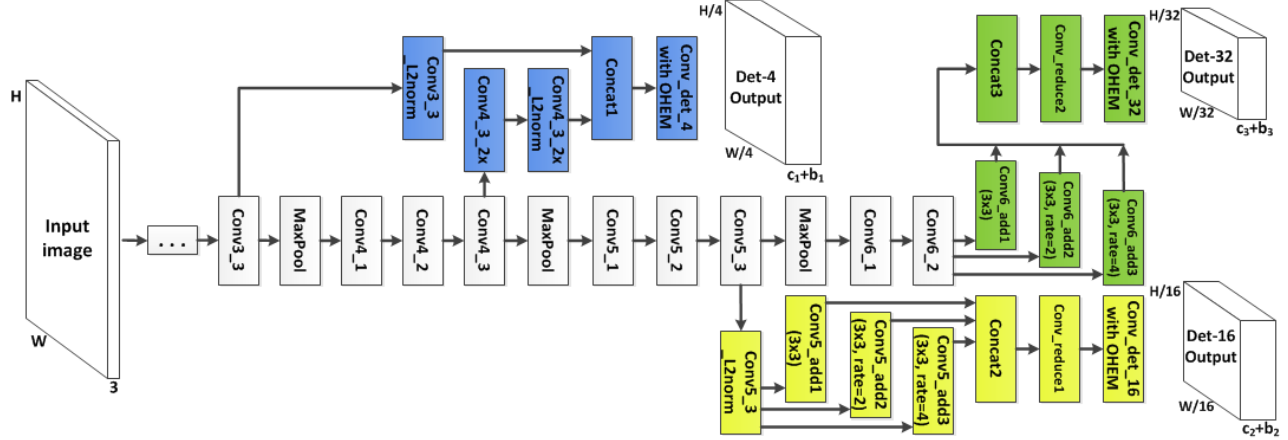 H
Input
image
W
3
...
Conv3_3
MaxPool
Conv4_1
Conv4_2
Conv4_3
MaxPool
Conv5_1
Conv5_2
Conv5_3
MaxPool
Conv6_1
Conv6_2
Conv3_3
_L2norm
Conv4_3_2x
Conv4_3_2x
_L2norm
Concat1
Conv_det_4
with OHEM
H/4
Det-4
Output
W/4
c1+b1
Conv6_add1
(3x3)
Conv6_add2
(3x3, rate=2)
Conv6_add3
(3x3, rate=4)
Concat3
Conv_reduce2
Conv_det_32
with OHEM
H/32
Det-32
Output
W/32
c3+b3
Conv5_3
_L2norm
Conv5_add1
(3x3)
Conv5_add2
(3x3, rate=2)
Conv5_add3
(3x3, rate=4)
Concat2
Conv_reduce1
Conv_det_16
with OHEM
H/16
Det-16
Output
W/16
c2+b2